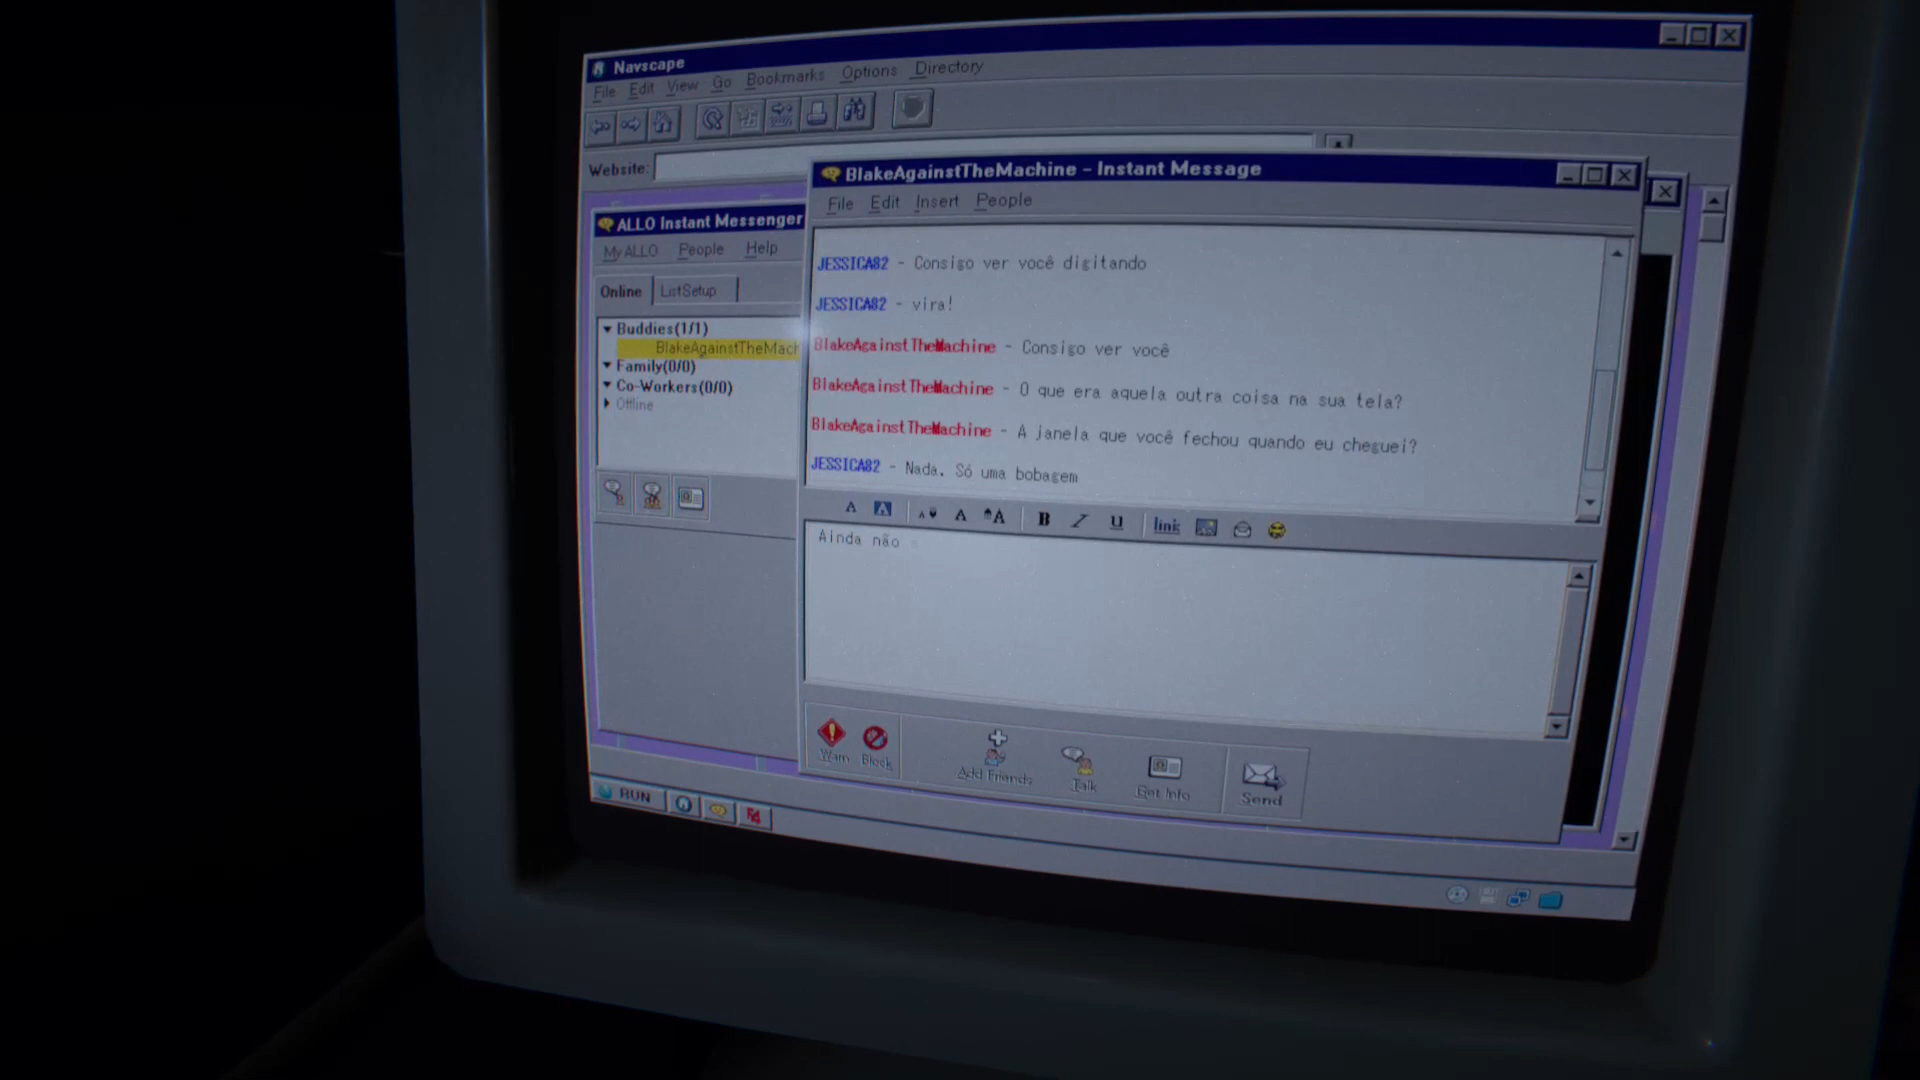 Navscape
File Edit View Go Bookmarks Options Directory
Website:
BlakeAgainstTheMachine - Instant Message
File Edit Insert People
ALLO Instant Messenger
MyALLO People Help
Online ListSetup
Buddies(1/1)
BlakeAgainstTheMach
Family(0/0)
Co-Workers(0/0)
Offline
JESSICA82 - Consigo ver você digitando
JESSICA82 - vira!
BlakeAgainstTheMachine - Consigo ver você
BlakeAgainstTheMachine - O que era aquela outra coisa na sua tela?
BlakeAgainstTheMachine - A janela que você fechou quando eu cheguei?
JESSICA82 - Nada. Só uma bobagem
A A A A A B I U link
Ainda não
Warn Block Add Friends Talk Get Info Send
RUN